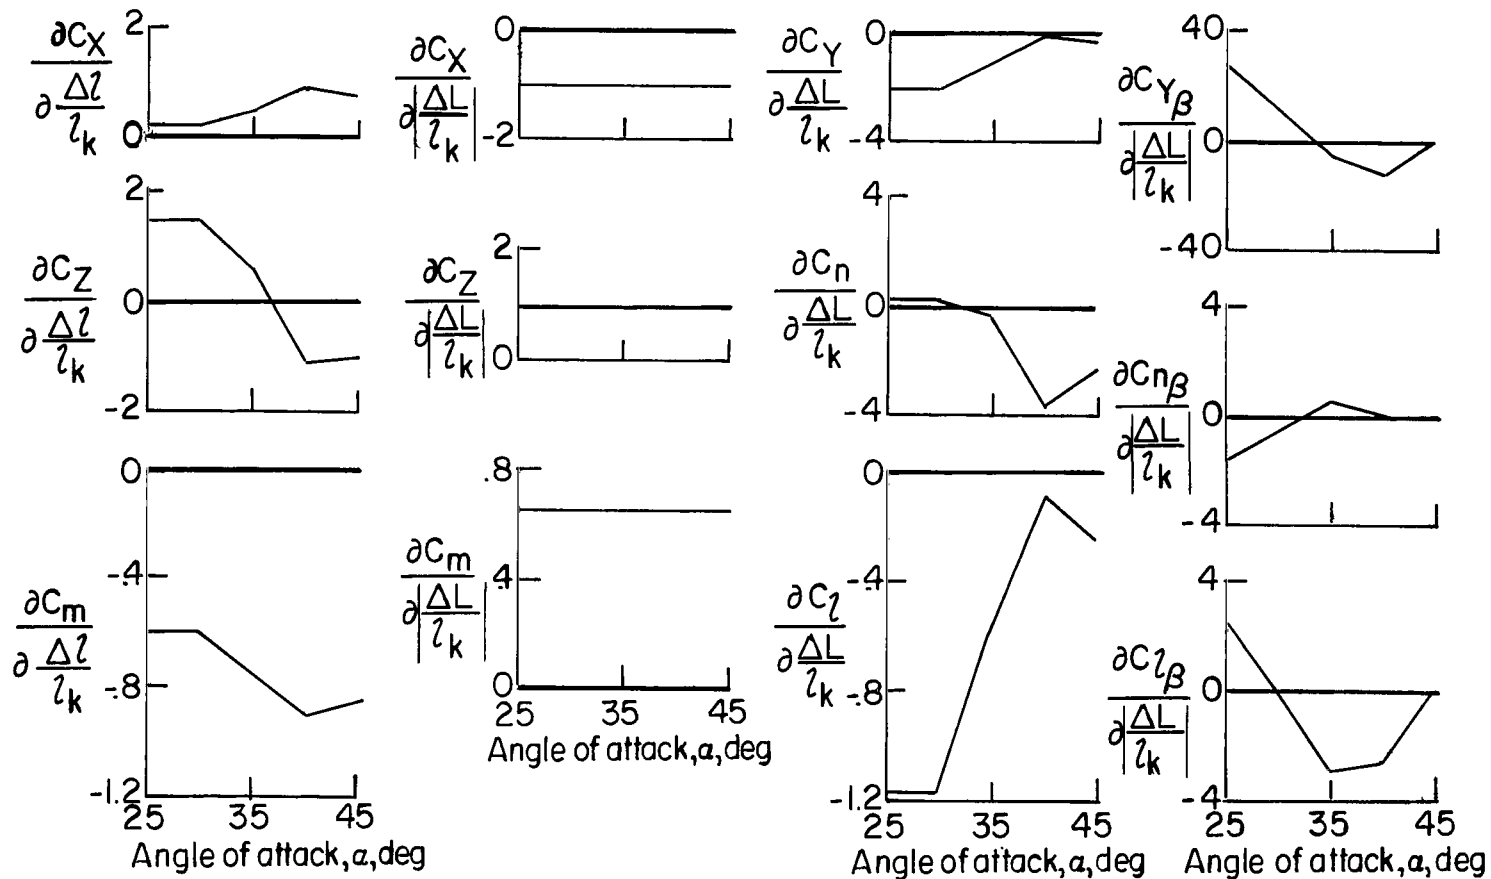 ∂C_X
∂ Δl
l_k
2
0
∂C_Z
∂ Δl
l_k
2
0
-2
∂C_m
∂ Δl
l_k
0
-.4
-.8
-1.2
25 35 45
Angle of attack, α, deg
∂C_X
∂|ΔL
l_k|
0
-2
∂C_Z
∂|ΔL
l_k|
2
0
∂C_m
∂|ΔL
l_k|
.8
.4
0
25 35 45
Angle of attack, α, deg
∂C_Y
∂ ΔL
l_k
0
-4
∂C_n
∂ ΔL
l_k
4
0
-4
∂C_l
∂ ΔL
l_k
0
-.4
-.8
-1.2
25 35 45
Angle of attack, α, deg
∂C_Yβ
∂|ΔL
l_k|
40
0
-40
∂C_nβ
∂|ΔL
l_k|
4
0
-4
∂C_lβ
∂|ΔL
l_k|
4
0
-4
25 35 45
Angle of attack, α, deg